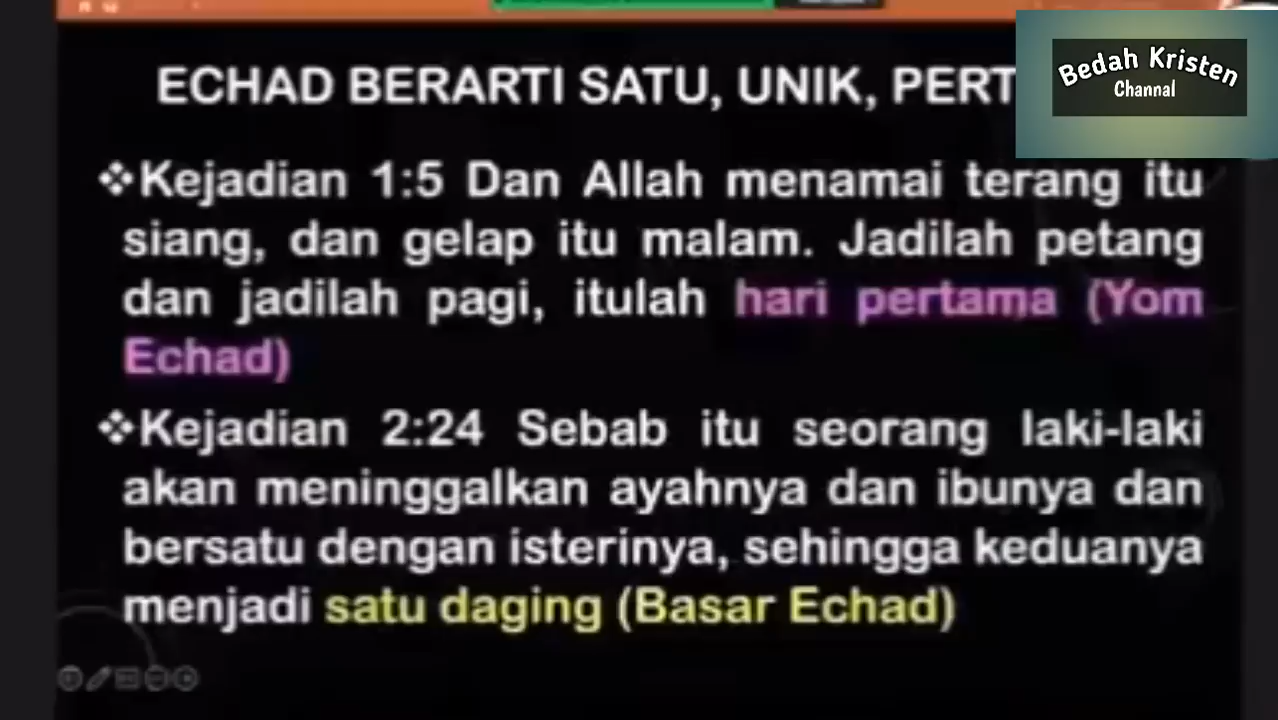 ECHAD BERARTI SATU, UNIK,
Bedah Kristen
Channal
❖Kejadian 1:5 Dan Allah menamai terang itu
siang, dan gelap itu malam. Jadilah petang
dan jadilah pagi, itulah hari pertama (Yom
Echad)
❖Kejadian 2:24 Sebab itu seorang laki-laki
akan meninggalkan ayahnya dan ibunya dan
bersatu dengan isterinya, sehingga keduanya
menjadi satu daging (Basar Echad)